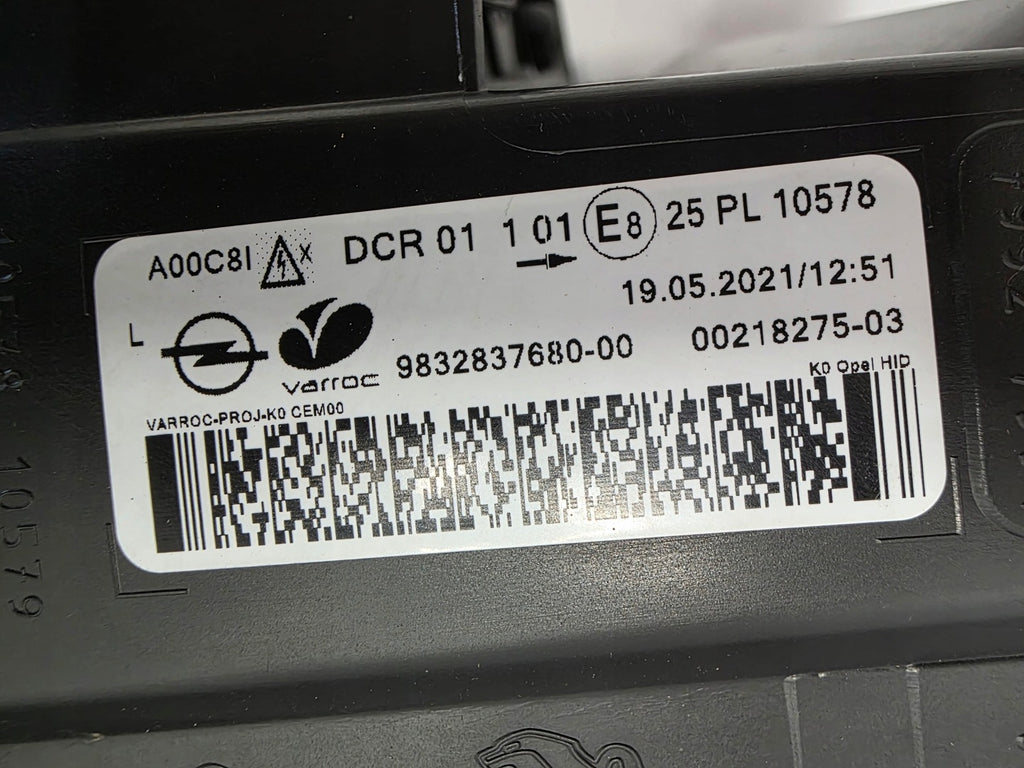 A00C8I X DCR 01 1 01 E8 25 PL 10578
19.05.2021/12:51
L varroc 9832837680-00 00218275-03
K0 Opel HID
VARROC-PROJ-K0 CEM00
10578 10579